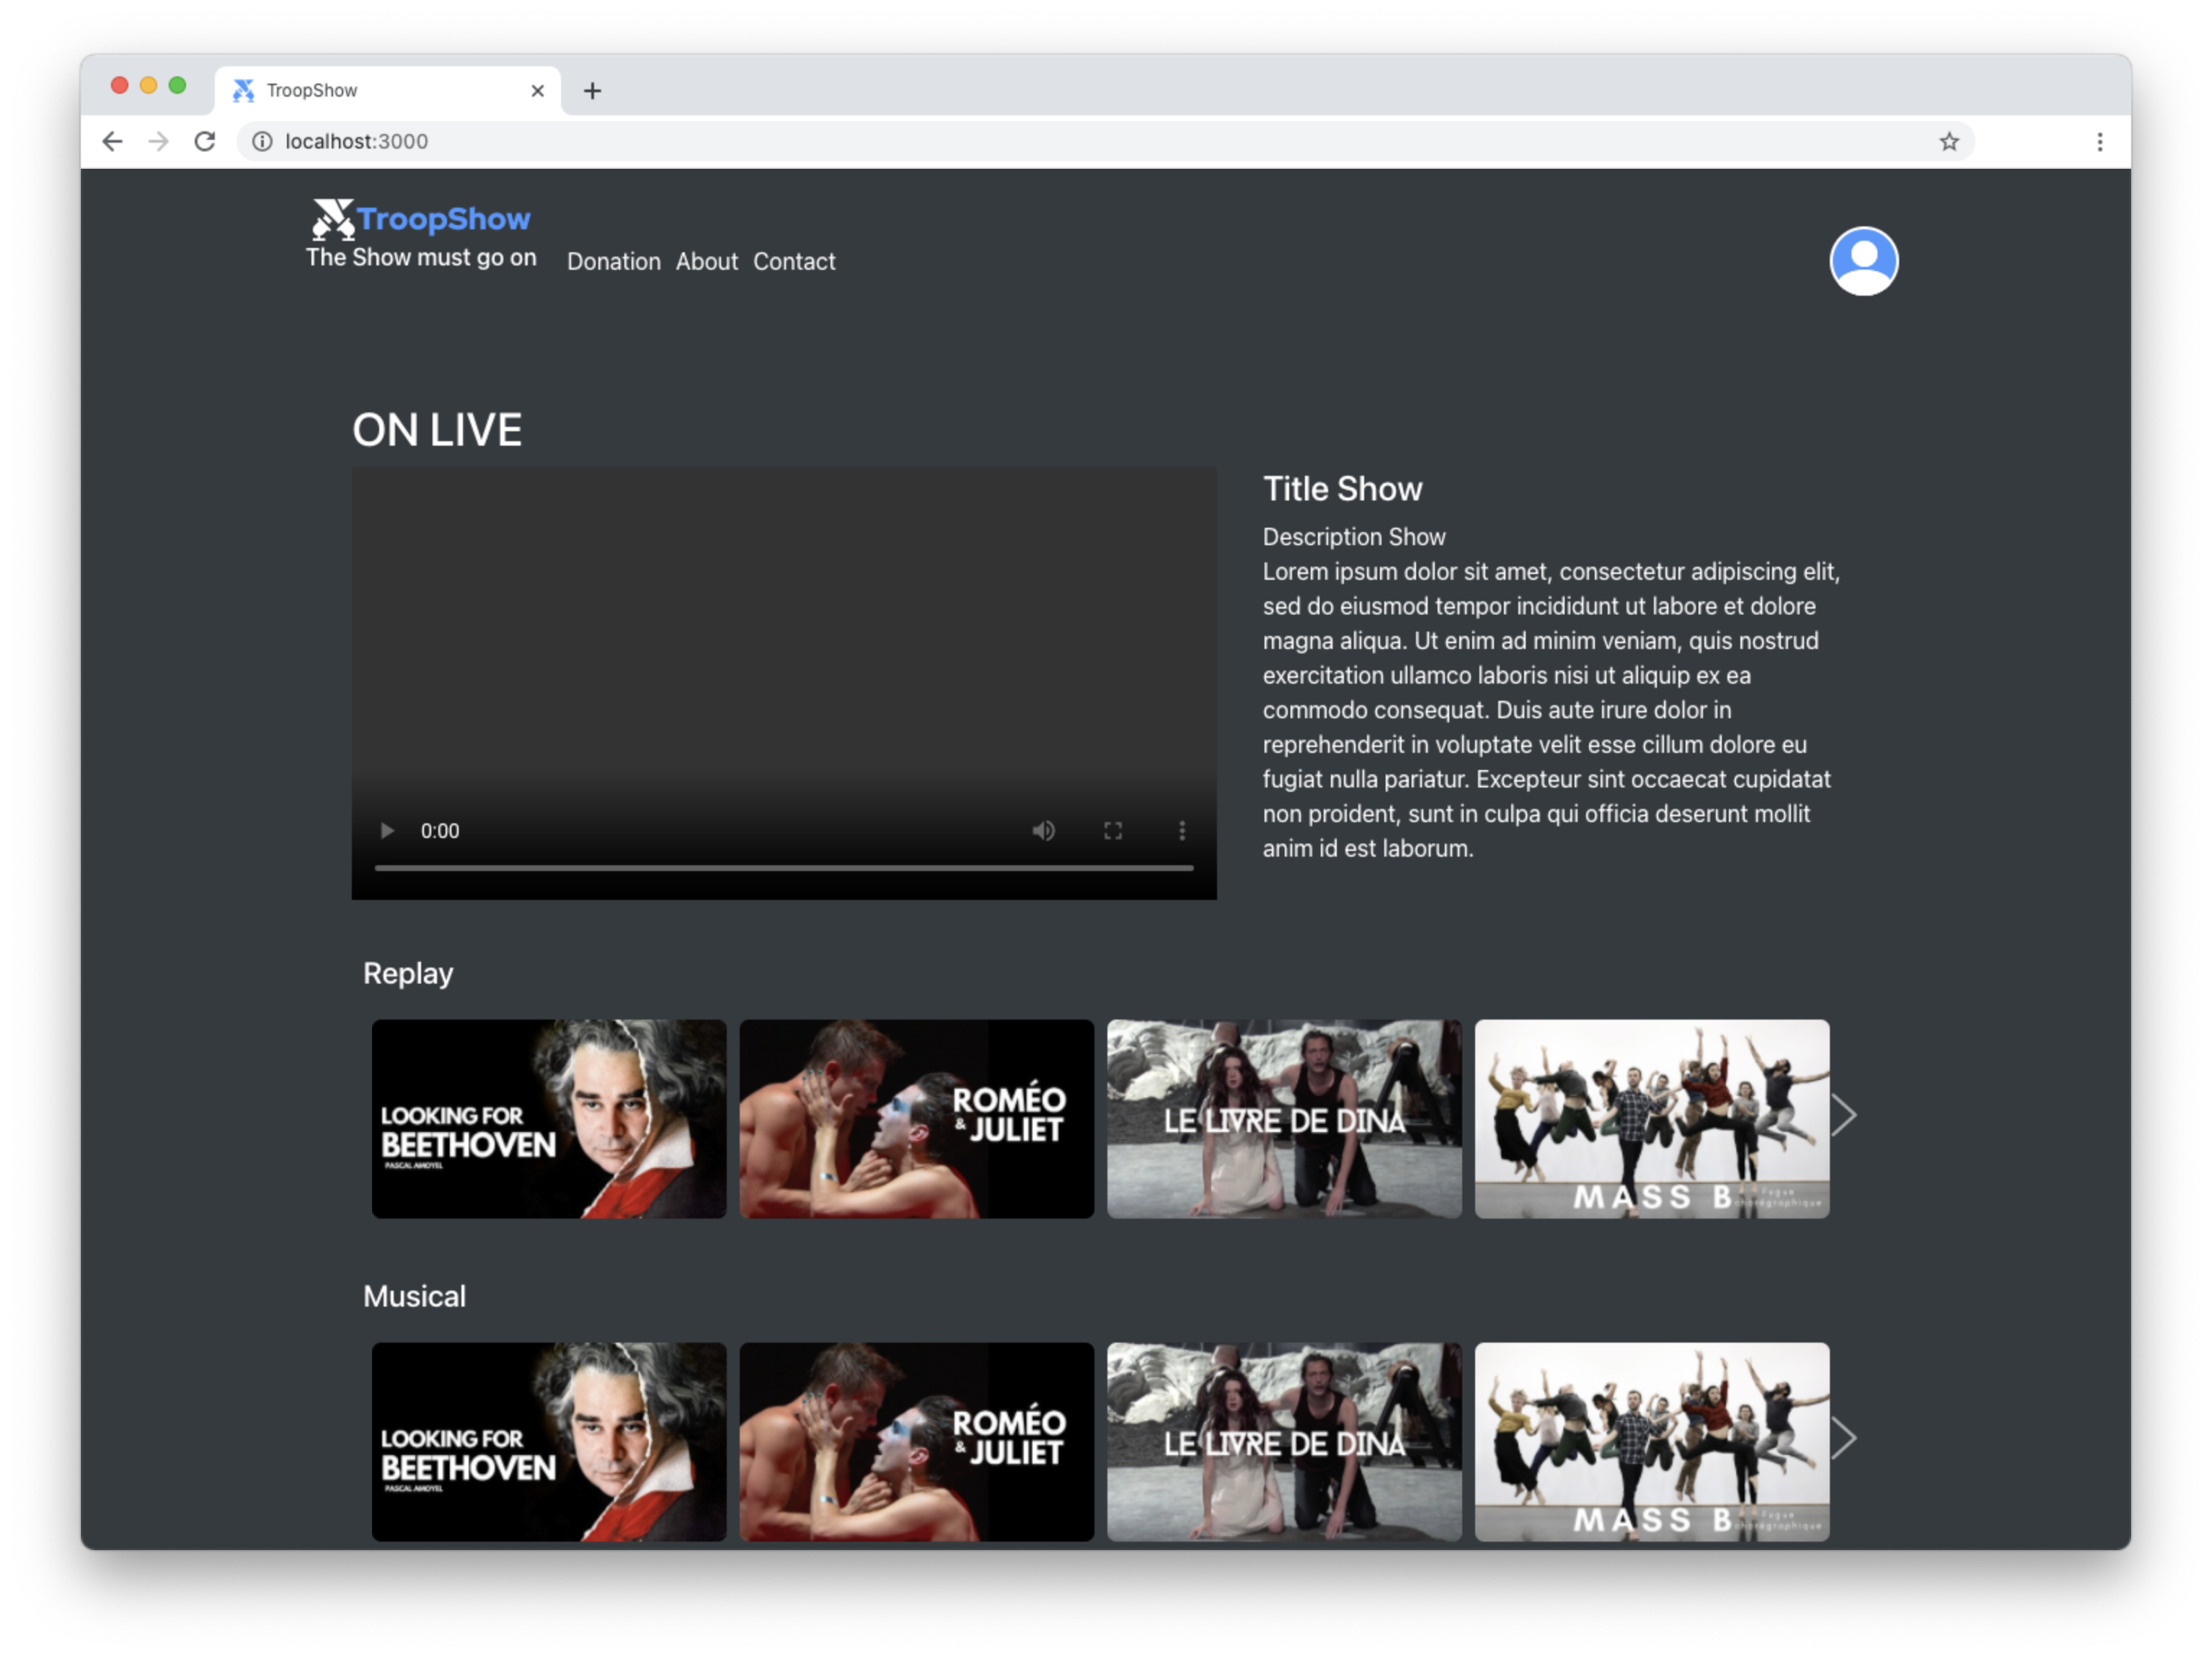 TroopShow
localhost:3000
TroopShow
The Show must go on
Donation About Contact
ON LIVE
0:00
Title Show
Description Show
Lorem ipsum dolor sit amet, consectetur adipiscing elit,
sed do eiusmod tempor incididunt ut labore et dolore
magna aliqua. Ut enim ad minim veniam, quis nostrud
exercitation ullamco laboris nisi ut aliquip ex ea
commodo consequat. Duis aute irure dolor in
reprehenderit in voluptate velit esse cillum dolore eu
fugiat nulla pariatur. Excepteur sint occaecat cupidatat
non proident, sunt in culpa qui officia deserunt mollit
anim id est laborum.
Replay
LOOKING FOR
BEETHOVEN
PASCAL AMOYEL
ROMÉO
& JULIET
LE LIVRE DE DINA
MASS B
Fugue
chorégraphique
Musical
LOOKING FOR
BEETHOVEN
PASCAL AMOYEL
ROMÉO
& JULIET
LE LIVRE DE DINA
MASS B
Fugue
chorégraphique